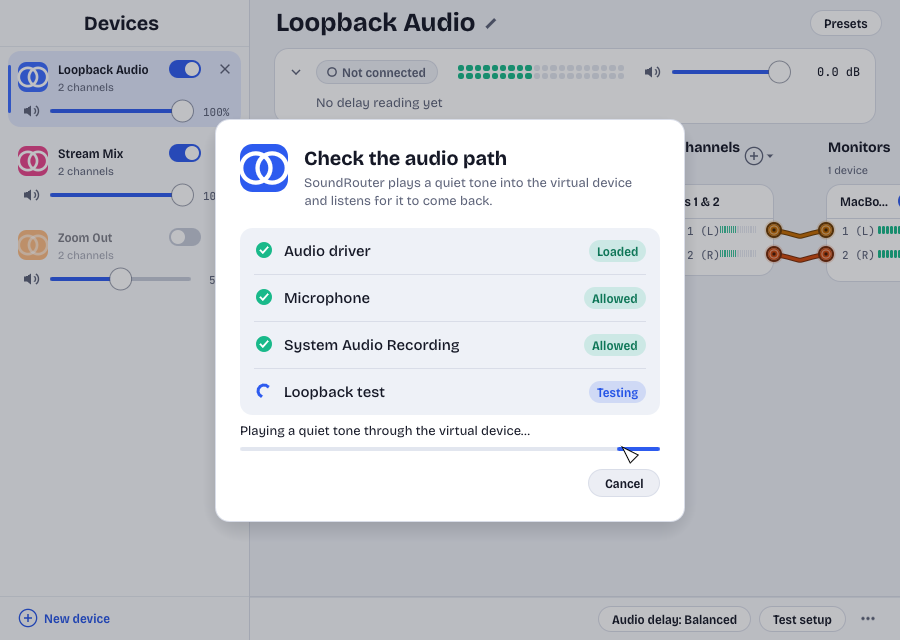 Devices
Loopback Audio
2 channels
100%
Stream Mix
2 channels
Zoom Out
2 channels
New device
Loopback Audio
Presets
Not connected
0.0 dB
No delay reading yet
Monitors
1 device
1 & 2
MacBo...
1 (L)
2 (R)
1 (L)
2 (R)
Check the audio path
SoundRouter plays a quiet tone into the virtual device
and listens for it to come back.
Audio driver
Loaded
Microphone
Allowed
System Audio Recording
Allowed
Loopback test
Testing
Playing a quiet tone through the virtual device...
Cancel
Audio delay: Balanced
Test setup